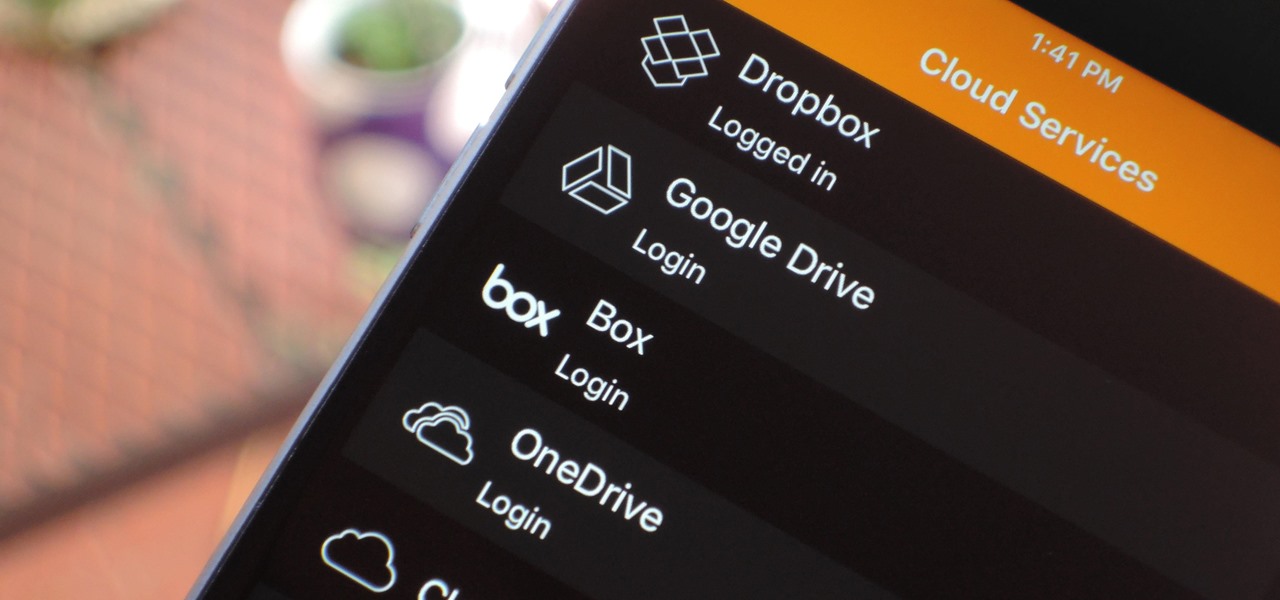 1:41 PM
Cloud Services
Dropbox
Logged in
Google Drive
Login
box
Box
Login
OneDrive
Login